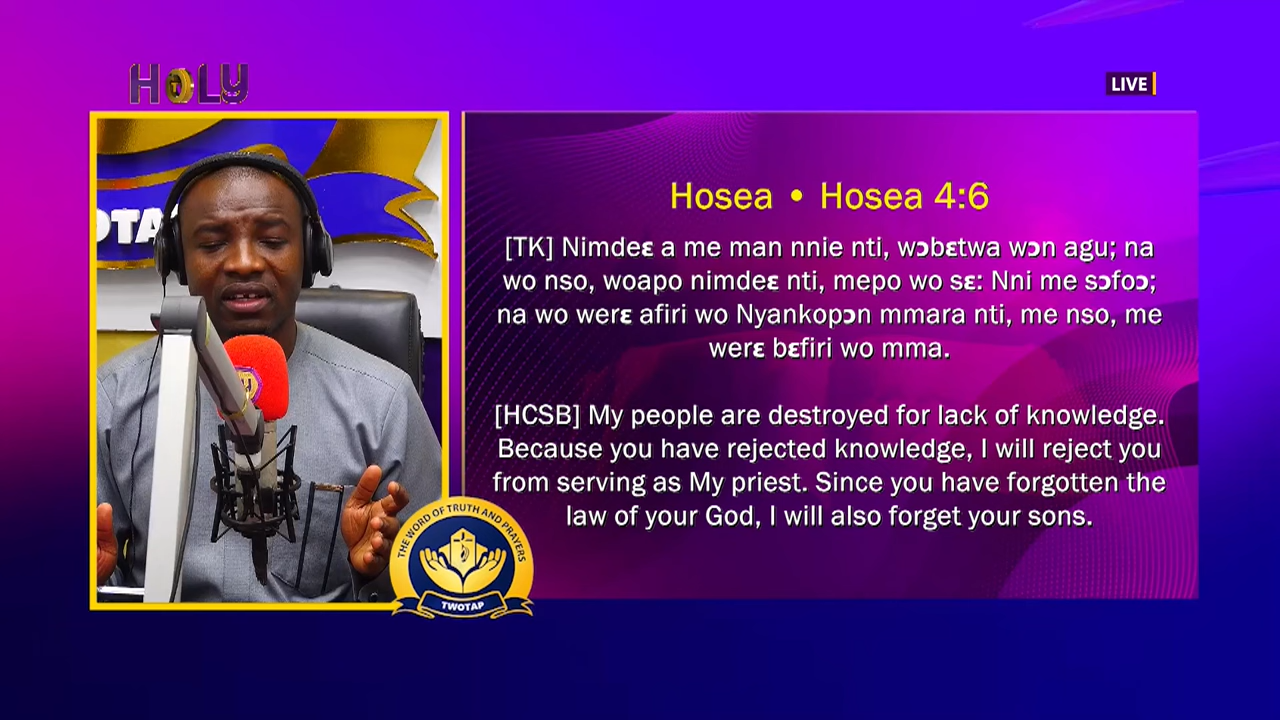 HOLY
LIVE
OTA
Hosea • Hosea 4:6
[TK] Nimdeɛ a me man nnie nti, wɔbɛtwa wɔn agu; na
wo nso, woapo nimdeɛ nti, mepo wo sɛ: Nni me sɔfoɔ;
na wo werɛ afiri wo Nyankopɔn mmara nti, me nso, me
werɛ bɛfiri wo mma.
[HCSB] My people are destroyed for lack of knowledge.
Because you have rejected knowledge, I will reject you
from serving as My priest. Since you have forgotten the
law of your God, I will also forget your sons.
THE WORD OF TRUTH AND PRAYERS
TWOTAP